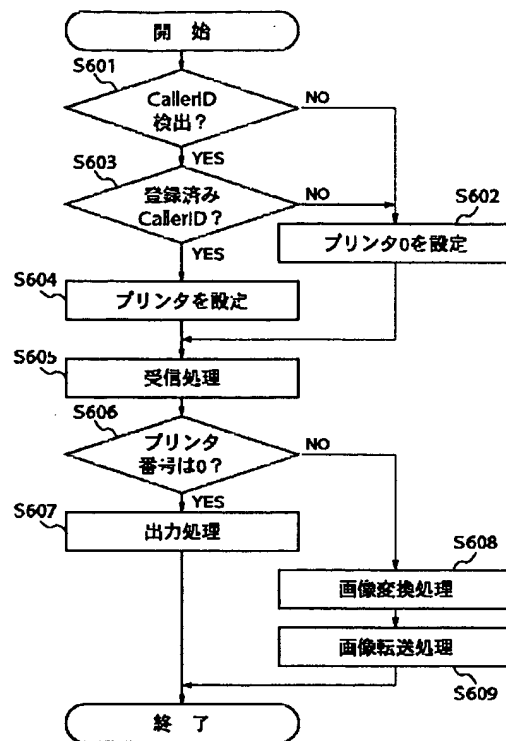 開 始
S601
CallerID
検出？
NO
YES
S603
登録済み
CallerID？
NO
YES
S602
プリンタ0を設定
S604
プリンタを設定
S605
受信処理
S606
プリンタ
番号は0？
NO
YES
S607
出力処理
S608
画像変換処理
画像転送処理
S609
終 了